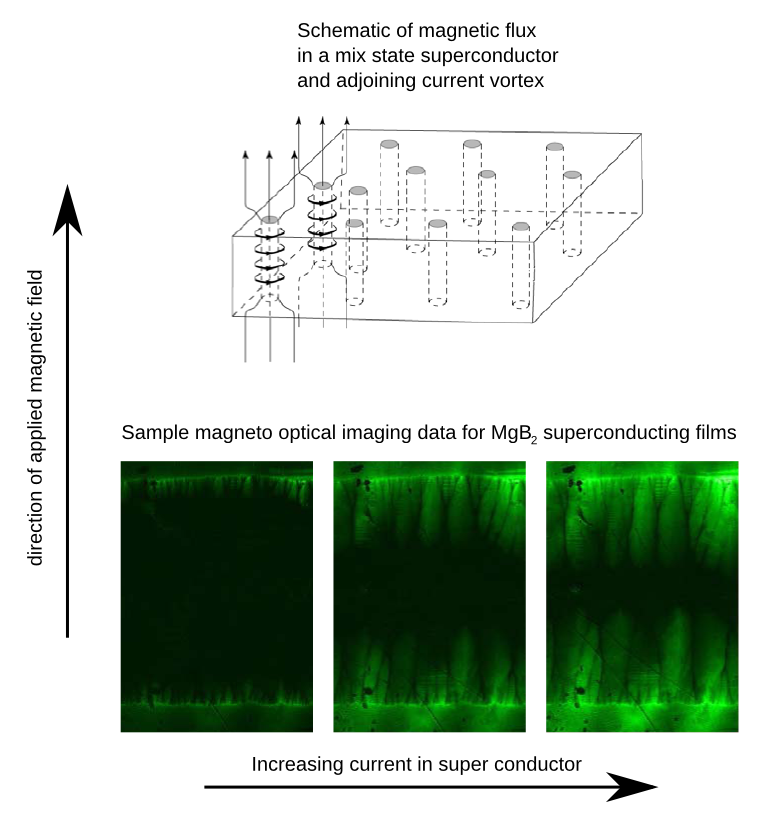 Schematic of magnetic flux
in a mix state superconductor
and adjoining current vortex
direction of applied magnetic field
Sample magneto optical imaging data for MgB₂ superconducting films
Increasing current in super conductor